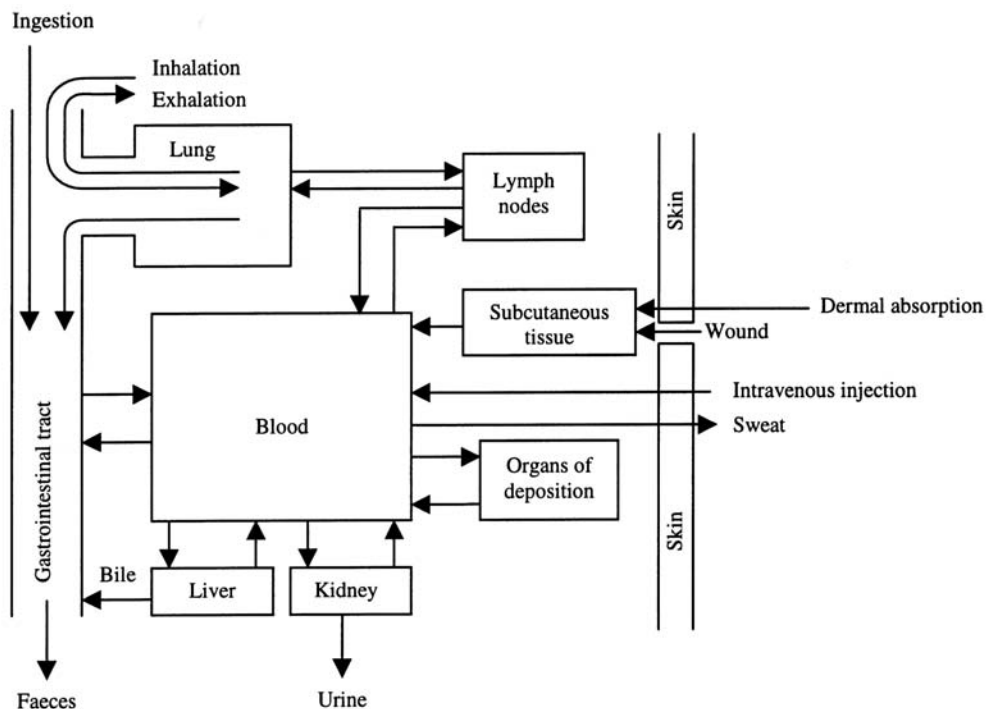 Ingestion
Inhalation
Exhalation
Lung
Lymph
nodes
Skin
Subcutaneous
tissue
Dermal absorption
Wound
Intravenous injection
Blood
Sweat
Organs of
deposition
Gastrointestinal tract
Skin
Bile
Liver
Kidney
Faeces
Urine